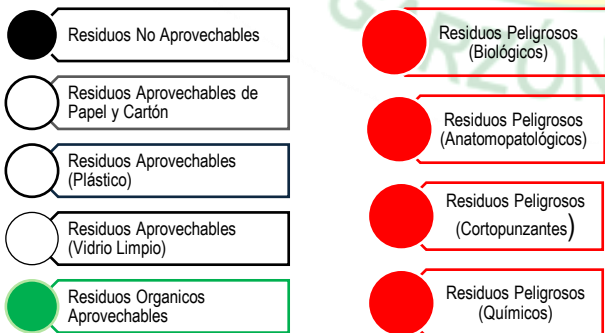 Residuos No Aprovechables
Residuos Aprovechables de
Papel y Cartón
Residuos Aprovechables
(Plástico)
Residuos Aprovechables
(Vidrio Limpio)
Residuos Organicos
Aprovechables
GARZÓN
Residuos Peligrosos
(Biológicos)
Residuos Peligrosos
(Anatomopatológicos)
Residuos Peligrosos
(Cortopunzantes)
Residuos Peligrosos
(Químicos)